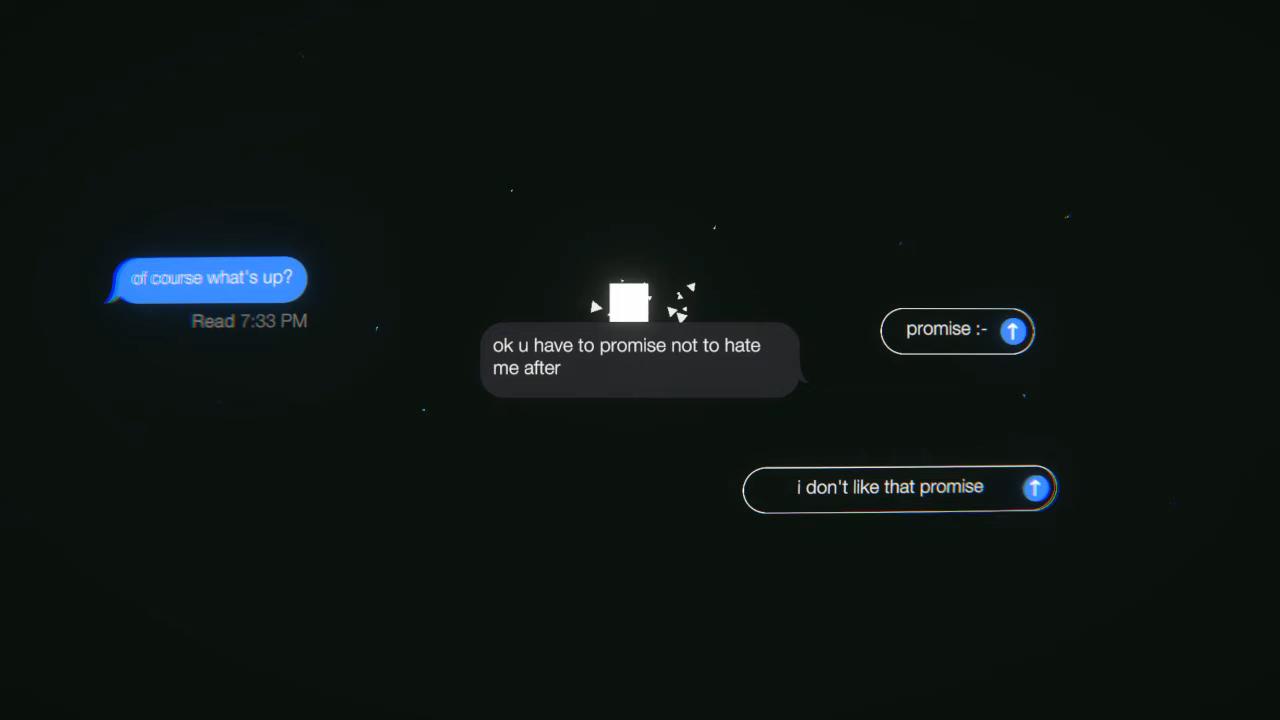 of course what's up?
Read 7:33 PM
ok u have to promise not to hate
me after
promise :-
i don't like that promise